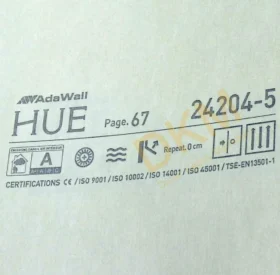 AdaWall
HUE Page. 67 24204-5
A Repeat. 0 cm
CERTIFICATIONS CE / ISO 9001 / ISO 10002 / ISO 14001 / ISO 45001 / TSE-EN13501-1